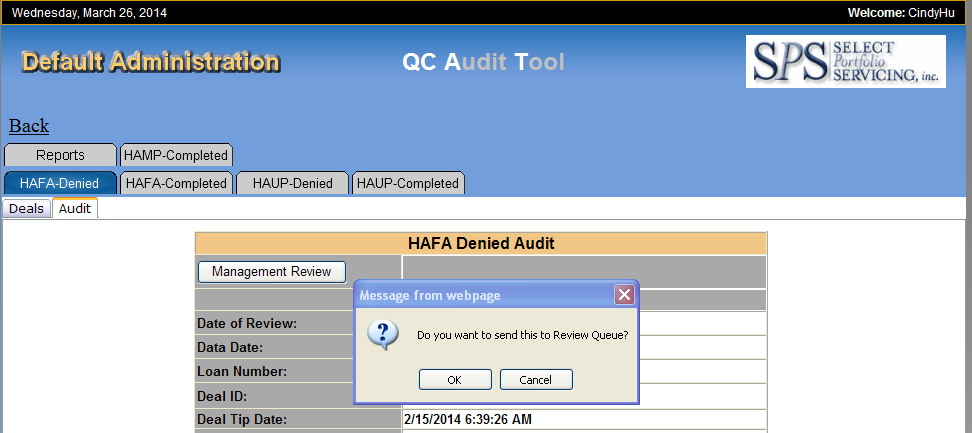 Wednesday, March 26, 2014 Welcome: CindyHu
Default Administration QC Audit Tool
SPS SELECT Portfolio SERVICING, inc.
Back
Reports HAMP-Completed
HAFA-Denied HAFA-Completed HAUP-Denied HAUP-Completed
Deals Audit
HAFA Denied Audit
Management Review
Message from webpage
Do you want to send this to Review Queue?
OK Cancel
Date of Review:
Data Date:
Loan Number:
Deal ID:
Deal Tip Date: 2/15/2014 6:39:26 AM